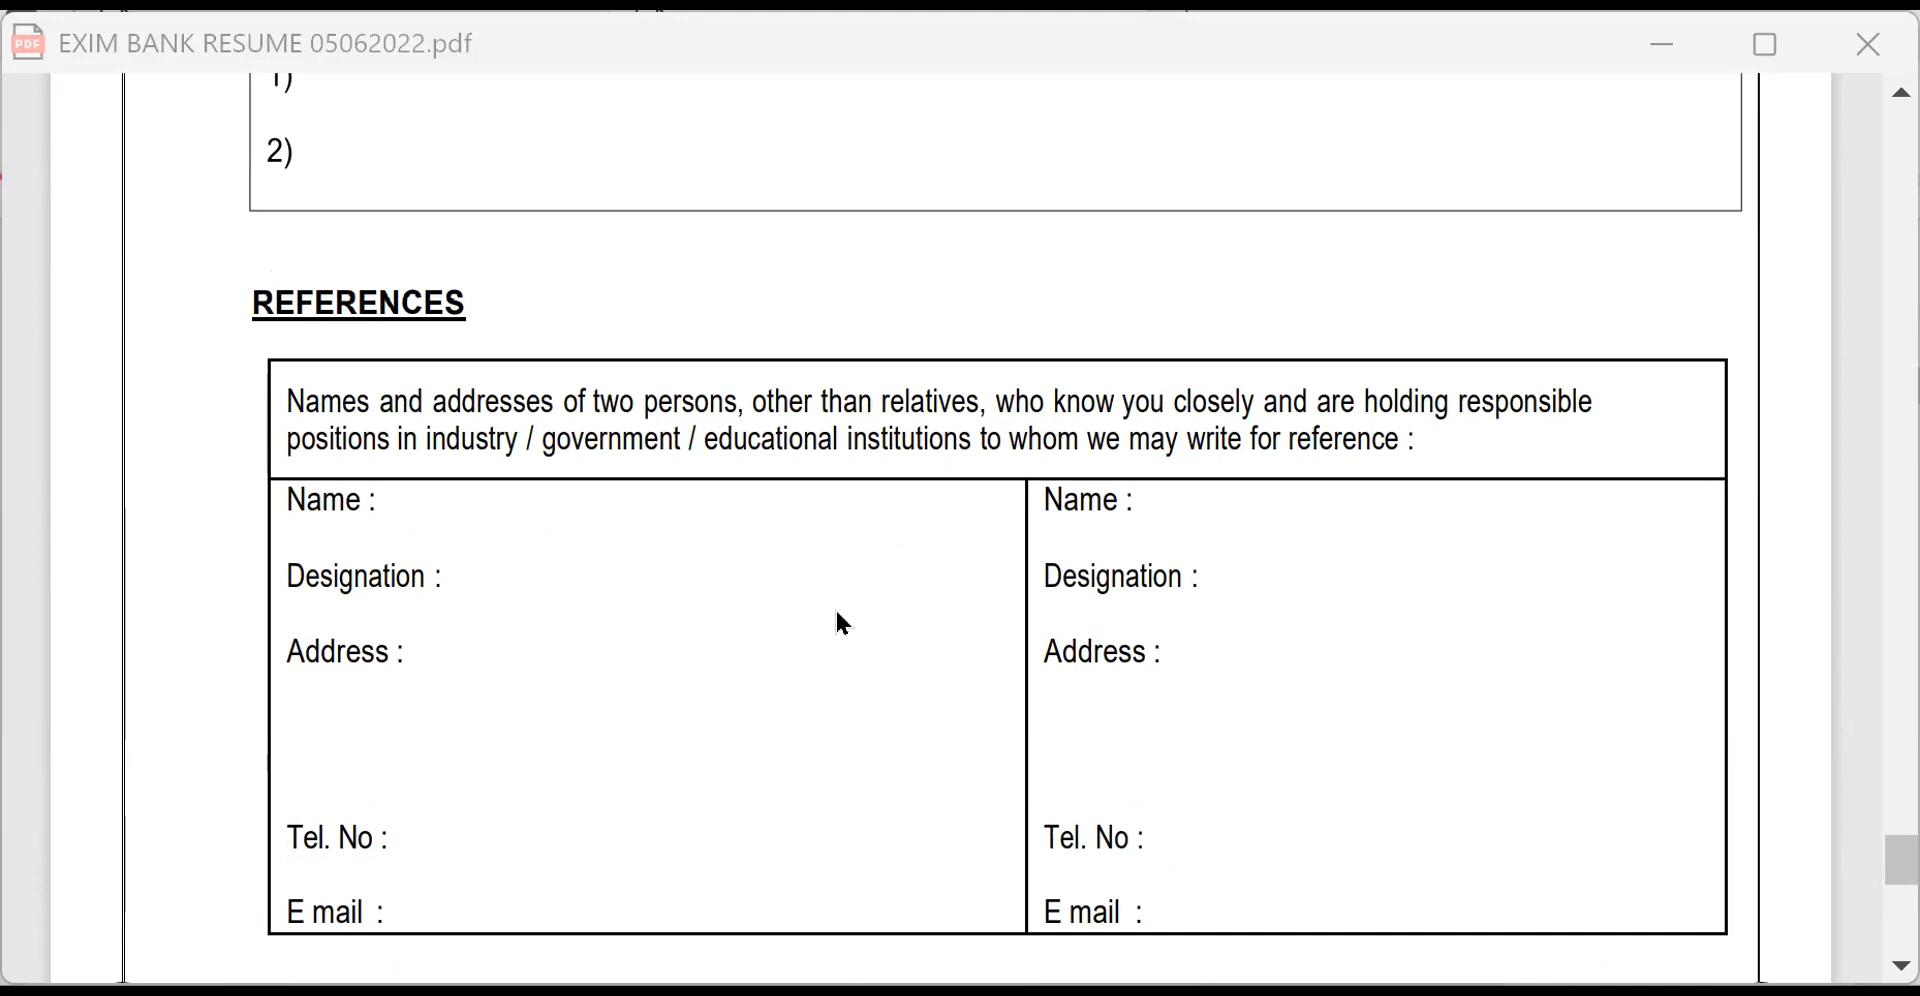 PDF EXIM BANK RESUME 05062022.pdf
1)
2)
REFERENCES
Names and addresses of two persons, other than relatives, who know you closely and are holding responsible
positions in industry / government / educational institutions to whom we may write for reference :
Name :
Designation :
Address :
Tel. No :
E mail :
Name :
Designation :
Address :
Tel. No :
E mail :